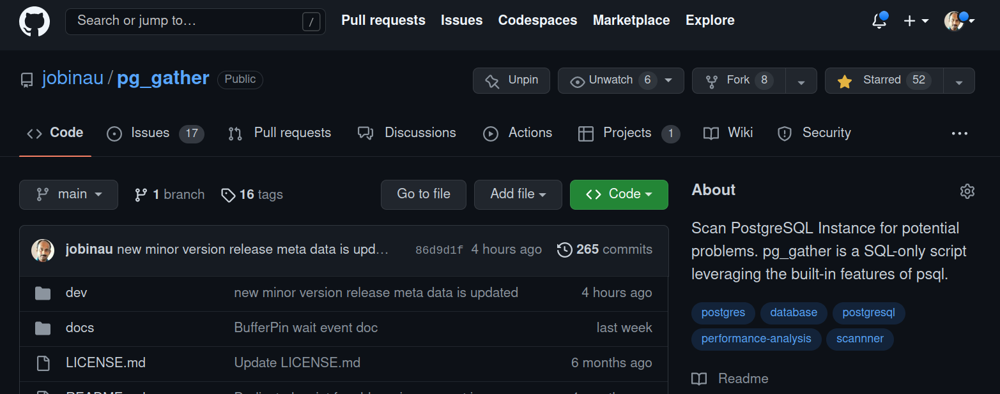 Search or jump to… / Pull requests Issues Codespaces Marketplace Explore
jobinau / pg_gather Public Unpin Unwatch 6 Fork 8 Starred 52
Code Issues 17 Pull requests Discussions Actions Projects 1 Wiki Security
main 1 branch 16 tags Go to file Add file Code
jobinau new minor version release meta data is upd… 86d9d1f 4 hours ago 265 commits
dev new minor version release meta data is updated 4 hours ago
docs BufferPin wait event doc last week
LICENSE.md Update LICENSE.md 6 months ago
About
Scan PostgreSQL Instance for potential
problems. pg_gather is a SQL-only script
leveraging the built-in features of psql.
postgres database postgresql
performance-analysis scannner
Readme